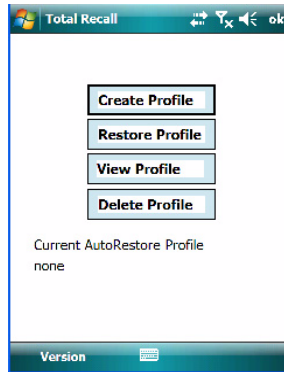 Total Recall ok
Create Profile
Restore Profile
View Profile
Delete Profile
Current AutoRestore Profile
none
Version